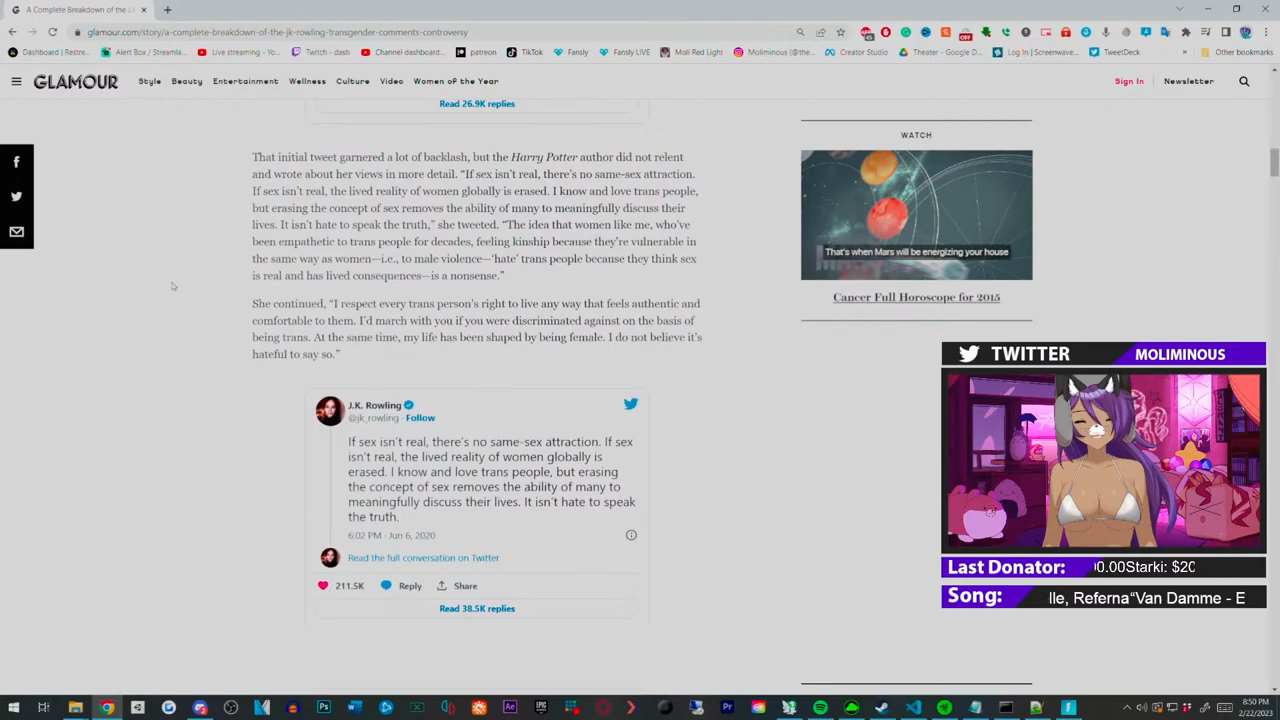 A Complete Breakdown of the J.
glamour.com/story/a-complete-breakdown-of-the-jk-rowling-transgender-comments-controversy
Dashboard | Restre...
Alert Box / Streamla...
Live streaming - Yo...
Twitch - dash
Channel dashboard...
patreon
TikTok
Fansly
Fansly LIVE
Moli Red Light
Moliminous (@the...
Creator Studio
Theater - Google D...
Log In | Screenwave...
TweetDeck
Other bookmarks
OFF
GLAMOUR
Style Beauty Entertainment Wellness Culture Video Women of the Year
Sign In
Newsletter
Read 26.9K replies
That initial tweet garnered a lot of backlash, but the Harry Potter author did not relent
and wrote about her views in more detail. “If sex isn’t real, there’s no same-sex attraction.
If sex isn’t real, the lived reality of women globally is erased. I know and love trans people,
but erasing the concept of sex removes the ability of many to meaningfully discuss their
lives. It isn’t hate to speak the truth,” she tweeted. “The idea that women like me, who’ve
been empathetic to trans people for decades, feeling kinship because they’re vulnerable in
the same way as women—i.e., to male violence—‘hate’ trans people because they think sex
is real and has lived consequences—is a nonsense.”
She continued, “I respect every trans person’s right to live any way that feels authentic and
comfortable to them. I’d march with you if you were discriminated against on the basis of
being trans. At the same time, my life has been shaped by being female. I do not believe it’s
hateful to say so.”
J.K. Rowling
@jk_rowling · Follow
If sex isn’t real, there’s no same-sex attraction. If sex
isn’t real, the lived reality of women globally is
erased. I know and love trans people, but erasing
the concept of sex removes the ability of many to
meaningfully discuss their lives. It isn’t hate to speak
the truth.
6:02 PM · Jun 6, 2020
Read the full conversation on Twitter
211.5K Reply Share
Read 38.5K replies
WATCH
That's when Mars will be energizing your house
Cancer Full Horoscope for 2015
TWITTER MOLIMINOUS
Last Donator: 00.00Starki: $20
Song: lle, Referna“Van Damme - E
8:50 PM
2/22/2023